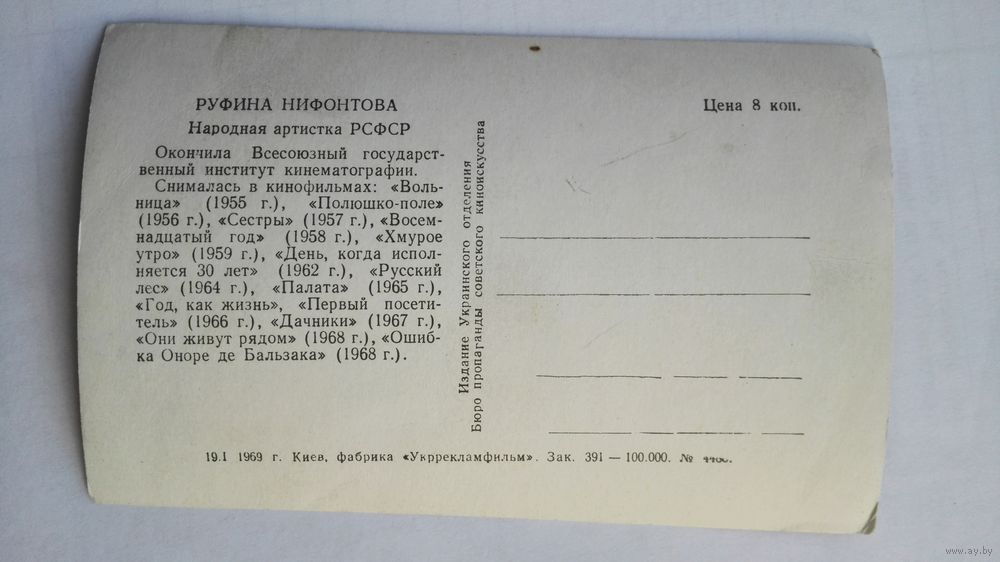 РУФИНА НИФОНТОВА
Народная артистка РСФСР
Окончила Всесоюзный государст-
венный институт кинематографии.
Снималась в кинофильмах: «Воль-
ница» (1955 г.), «Полюшко-поле»
(1956 г.), «Сестры» (1957 г.), «Восем-
надцатый год» (1958 г.), «Хмурое
утро» (1959 г.), «День, когда испол-
няется 30 лет» (1962 г.), «Русский
лес» (1964 г.), «Палата» (1965 г.),
«Год, как жизнь», «Первый посети-
тель» (1966 г.), «Дачники» (1967 г.),
«Они живут рядом» (1968 г.), «Ошиб-
ка Оноре де Бальзака» (1968 г.).
Издание Украинского отделения
Бюро пропаганды советского киноискусства
Цена 8 коп.
19.I 1969 г. Киев, фабрика «Укррекламфильм». Зак. 391 — 100.000. №
www.ay.by